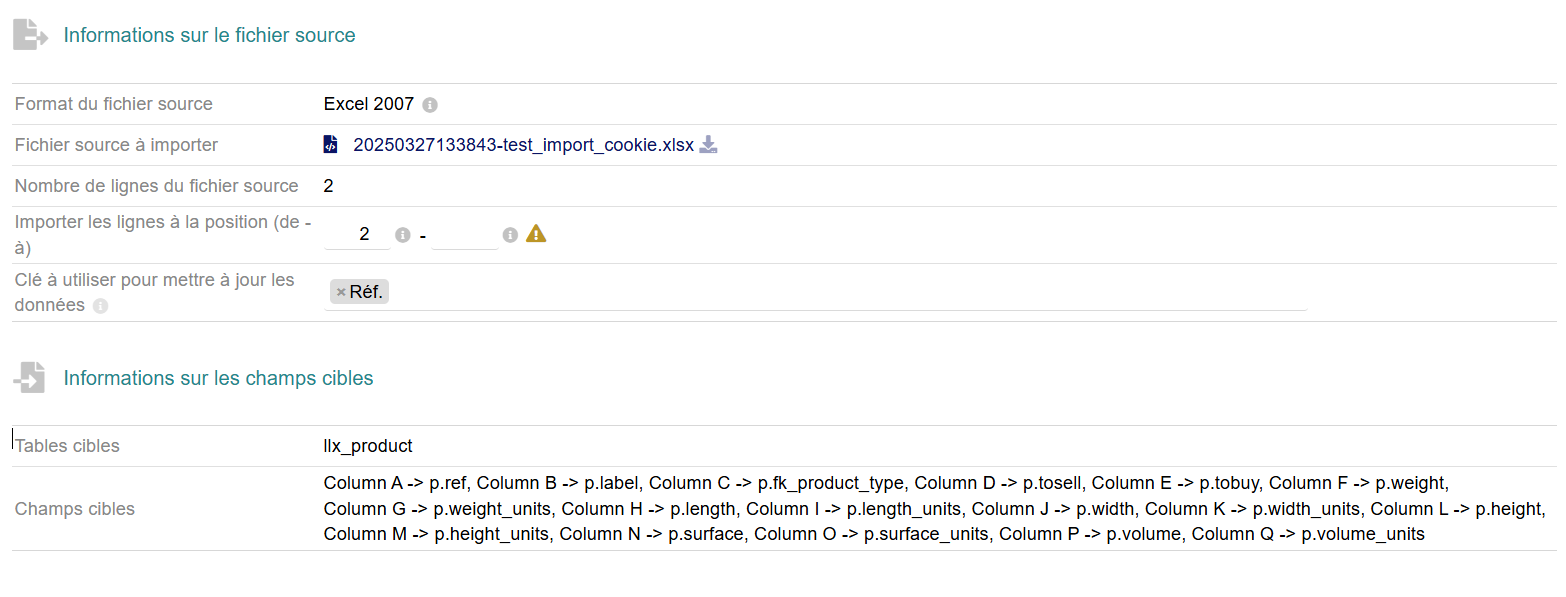 Informations sur le fichier source
Format du fichier source Excel 2007
Fichier source à importer 20250327133843-test_import_cookie.xlsx
Nombre de lignes du fichier source 2
Importer les lignes à la position (de -
à) 2 -
Clé à utiliser pour mettre à jour les
données × Réf.
Informations sur les champs cibles
Tables cibles llx_product
Champs cibles
Column A -> p.ref, Column B -> p.label, Column C -> p.fk_product_type, Column D -> p.tosell, Column E -> p.tobuy, Column F -> p.weight,
Column G -> p.weight_units, Column H -> p.length, Column I -> p.length_units, Column J -> p.width, Column K -> p.width_units, Column L -> p.height,
Column M -> p.height_units, Column N -> p.surface, Column O -> p.surface_units, Column P -> p.volume, Column Q -> p.volume_units